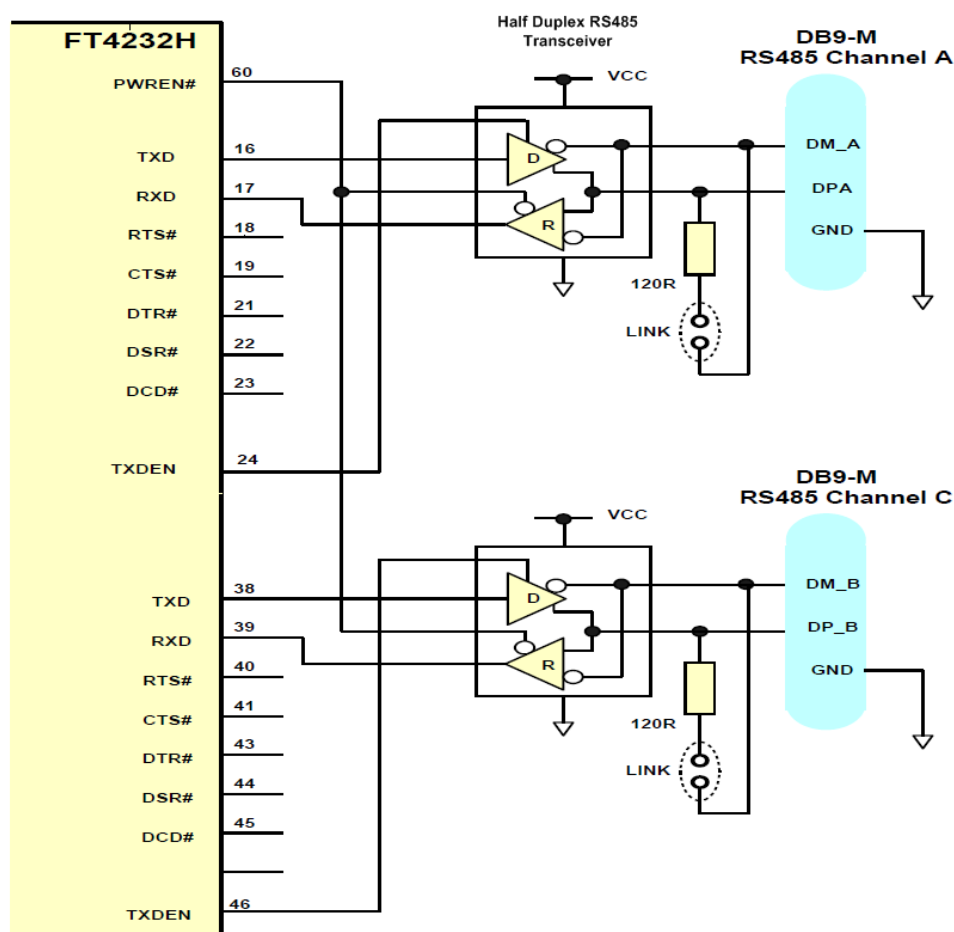 FT4232H
PWREN#
60
TXD
16
RXD
17
RTS#
18
CTS#
19
DTR#
21
DSR#
22
DCD#
23
TXDEN
24
TXD
38
RXD
39
RTS#
40
CTS#
41
DTR#
43
DSR#
44
DCD#
45
TXDEN
46
Half Duplex RS485
Transceiver
VCC
D
R
120R
LINK
DB9-M
RS485 Channel A
DM_A
DPA
GND
VCC
D
R
120R
LINK
DB9-M
RS485 Channel C
DM_B
DP_B
GND